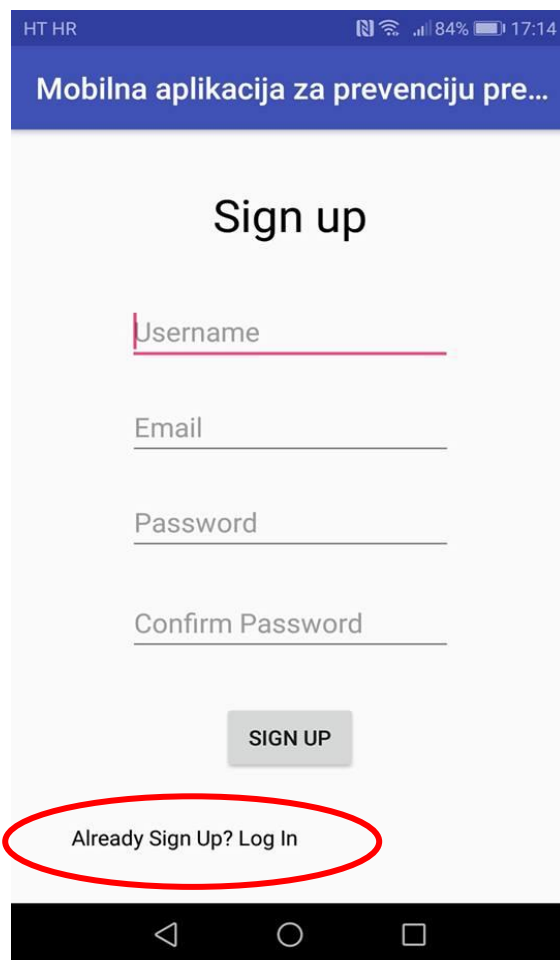 HT HR 84% 17:14
Mobilna aplikacija za prevenciju pre...
Sign up
Username
Email
Password
Confirm Password
SIGN UP
Already Sign Up? Log In